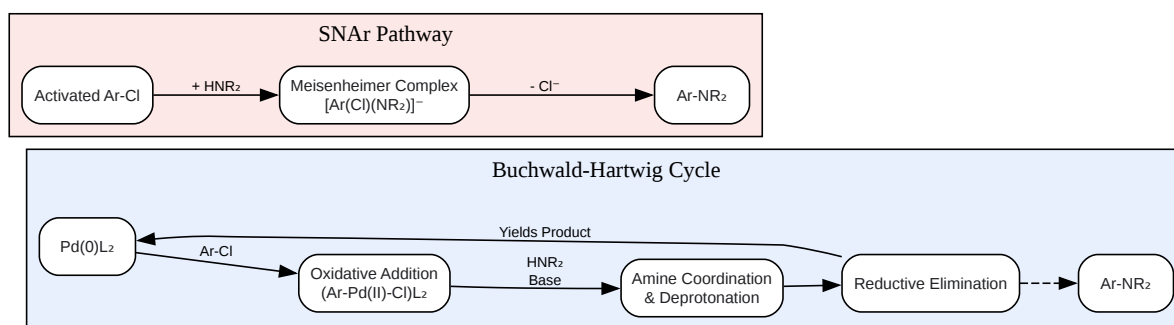 SNAr Pathway
Activated Ar-Cl
+ HNR₂
Meisenheimer Complex
[Ar(Cl)(NR₂)]⁻
- Cl⁻
Ar-NR₂
Buchwald-Hartwig Cycle
Pd(0)L₂
Yields Product
Ar-Cl
Oxidative Addition
(Ar-Pd(II)-Cl)L₂
HNR₂
Base
Amine Coordination
& Deprotonation
Reductive Elimination
Ar-NR₂